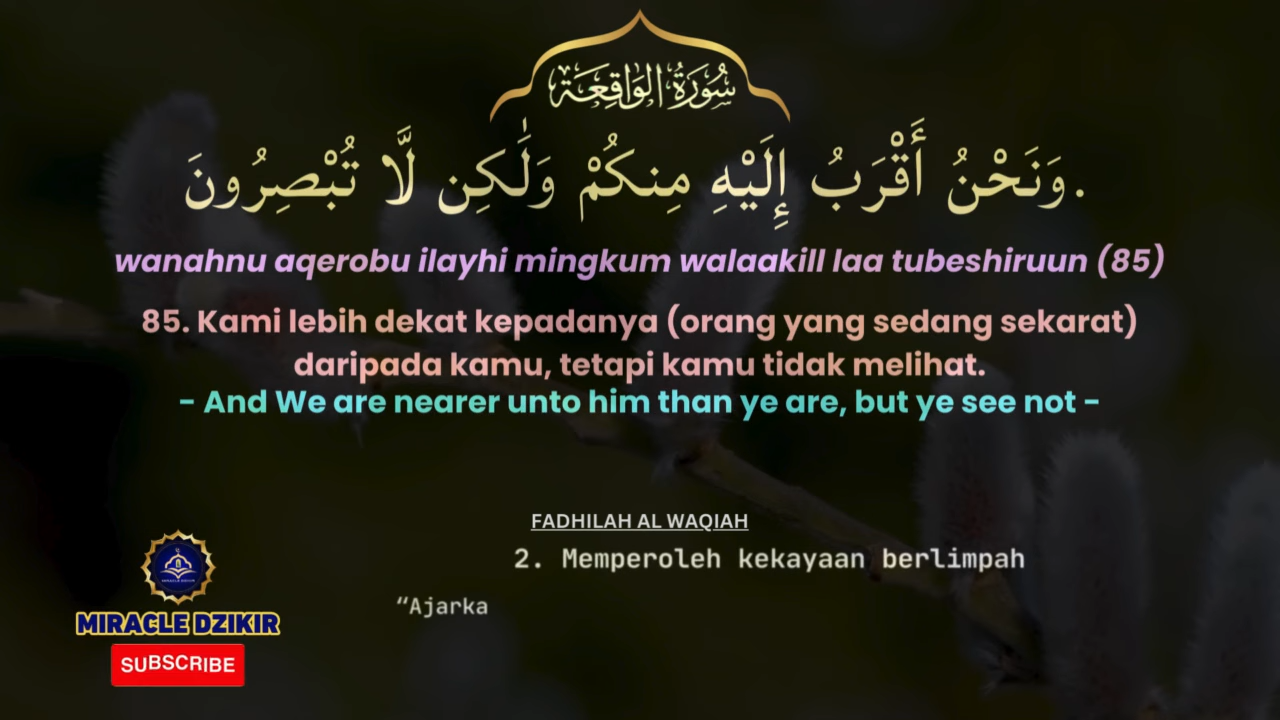 سُورَةُ الوَاقِعَة
وَنَحْنُ أَقْرَبُ إِلَيْهِ مِنكُمْ وَلَٰكِن لَّا تُبْصِرُونَ.
wanahnu aqerobu ilayhi mingkum walaakill laa tubeshiruun (85)
85. Kami lebih dekat kepadanya (orang yang sedang sekarat)
daripada kamu, tetapi kamu tidak melihat.
- And We are nearer unto him than ye are, but ye see not -
FADHILAH AL WAQIAH
2. Memperoleh kekayaan berlimpah
“Ajarka
MIRACLE DZIKIR
MIRACLE DZIKIR
SUBSCRIBE